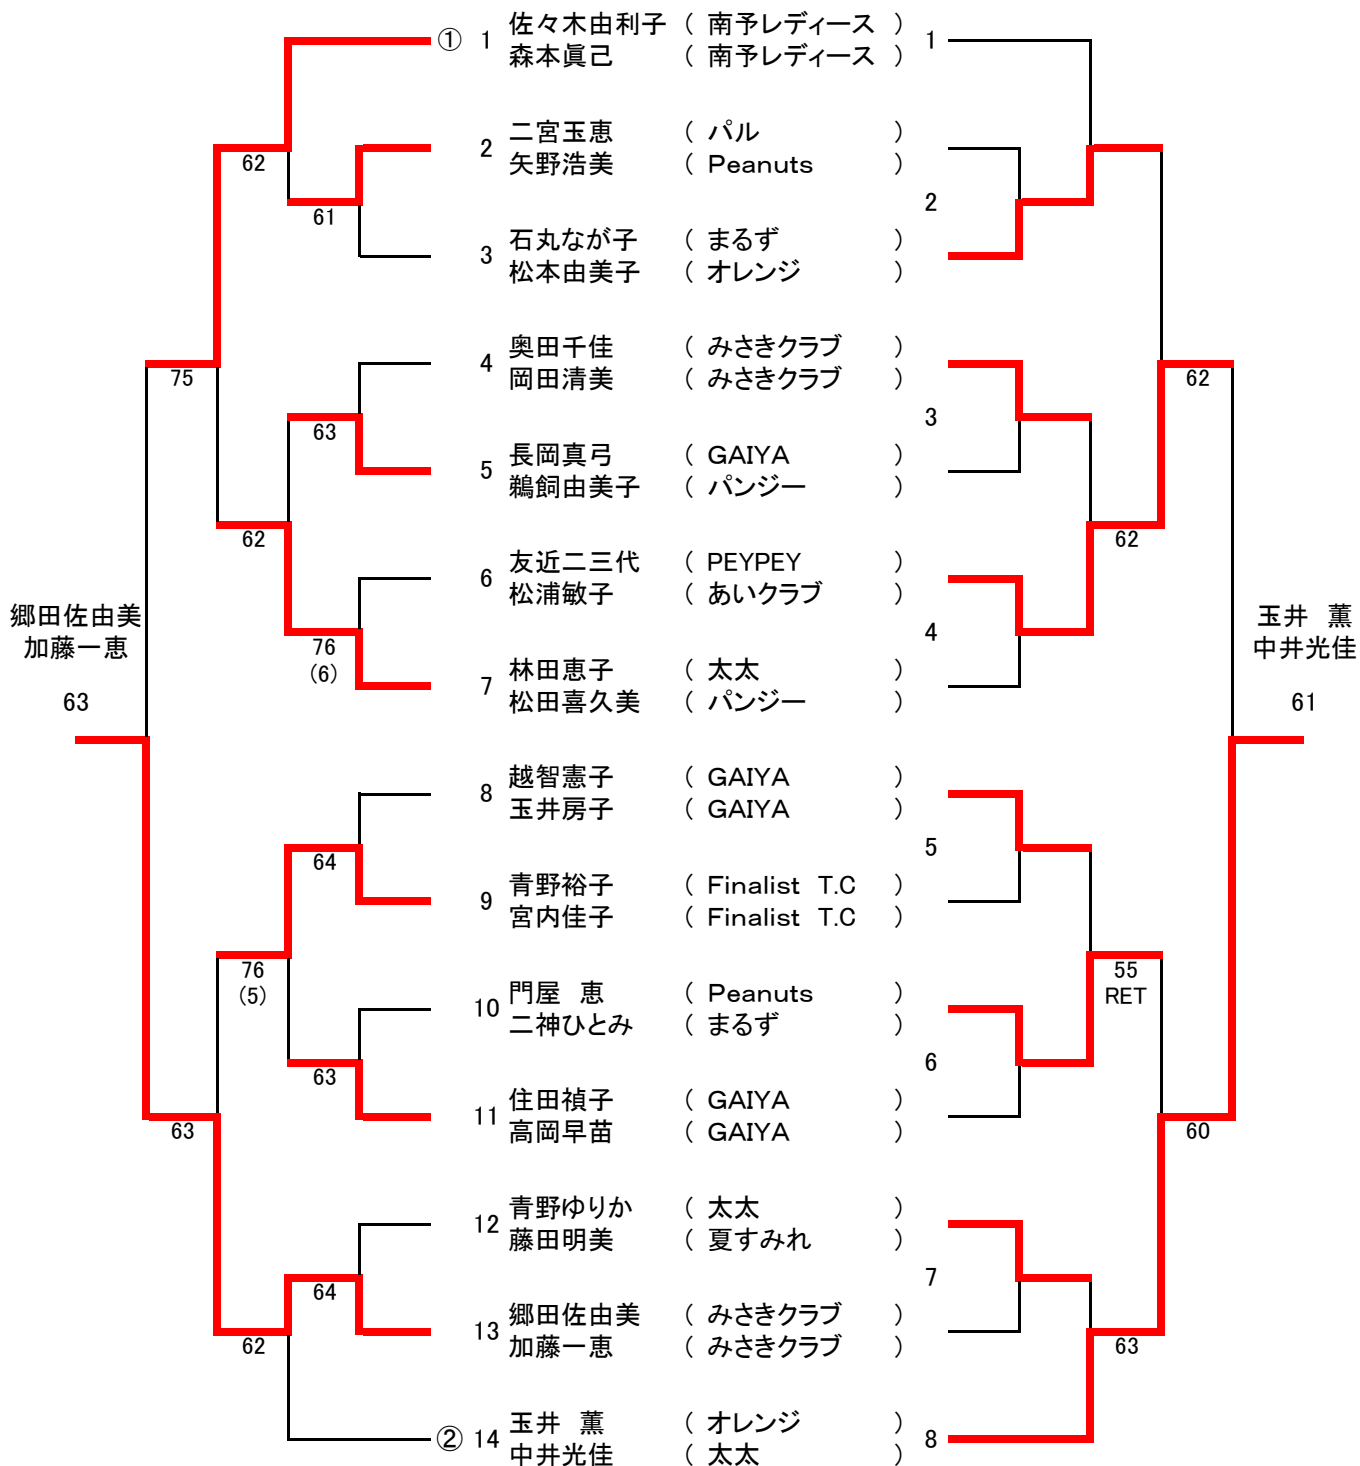 ① 1 佐々木由利子 ( 南予レディース ) 1
森本眞己 ( 南予レディース )
62
2 二宮玉恵 ( パル )
矢野浩美 ( Peanuts )
61
2
3 石丸なが子 ( まるず )
松本由美子 ( オレンジ )
75
4 奥田千佳 ( みさきクラブ )
岡田清美 ( みさきクラブ )
62
63
3
5 長岡真弓 ( GAIYA )
鵜飼由美子 ( パンジー )
62
62
6 友近二三代 ( PEYPEY )
松浦敏子 ( あいクラブ )
郷田佐由美
加藤一恵
玉井 薫
中井光佳
76
(6)
4
7 林田恵子 ( 太太 )
松田喜久美 ( パンジー )
63
61
8 越智憲子 ( GAIYA )
玉井房子 ( GAIYA )
64
5
9 青野裕子 ( Finalist T.C )
宮内佳子 ( Finalist T.C )
76
(5)
55
RET
10 門屋 恵 ( Peanuts )
二神ひとみ ( まるず )
63
6
11 住田禎子 ( GAIYA )
高岡早苗 ( GAIYA )
63
60
12 青野ゆりか ( 太太 )
藤田明美 ( 夏すみれ )
64
7
13 郷田佐由美 ( みさきクラブ )
加藤一恵 ( みさきクラブ )
62
63
② 14 玉井 薫 ( オレンジ ) 8
中井光佳 ( 太太 )